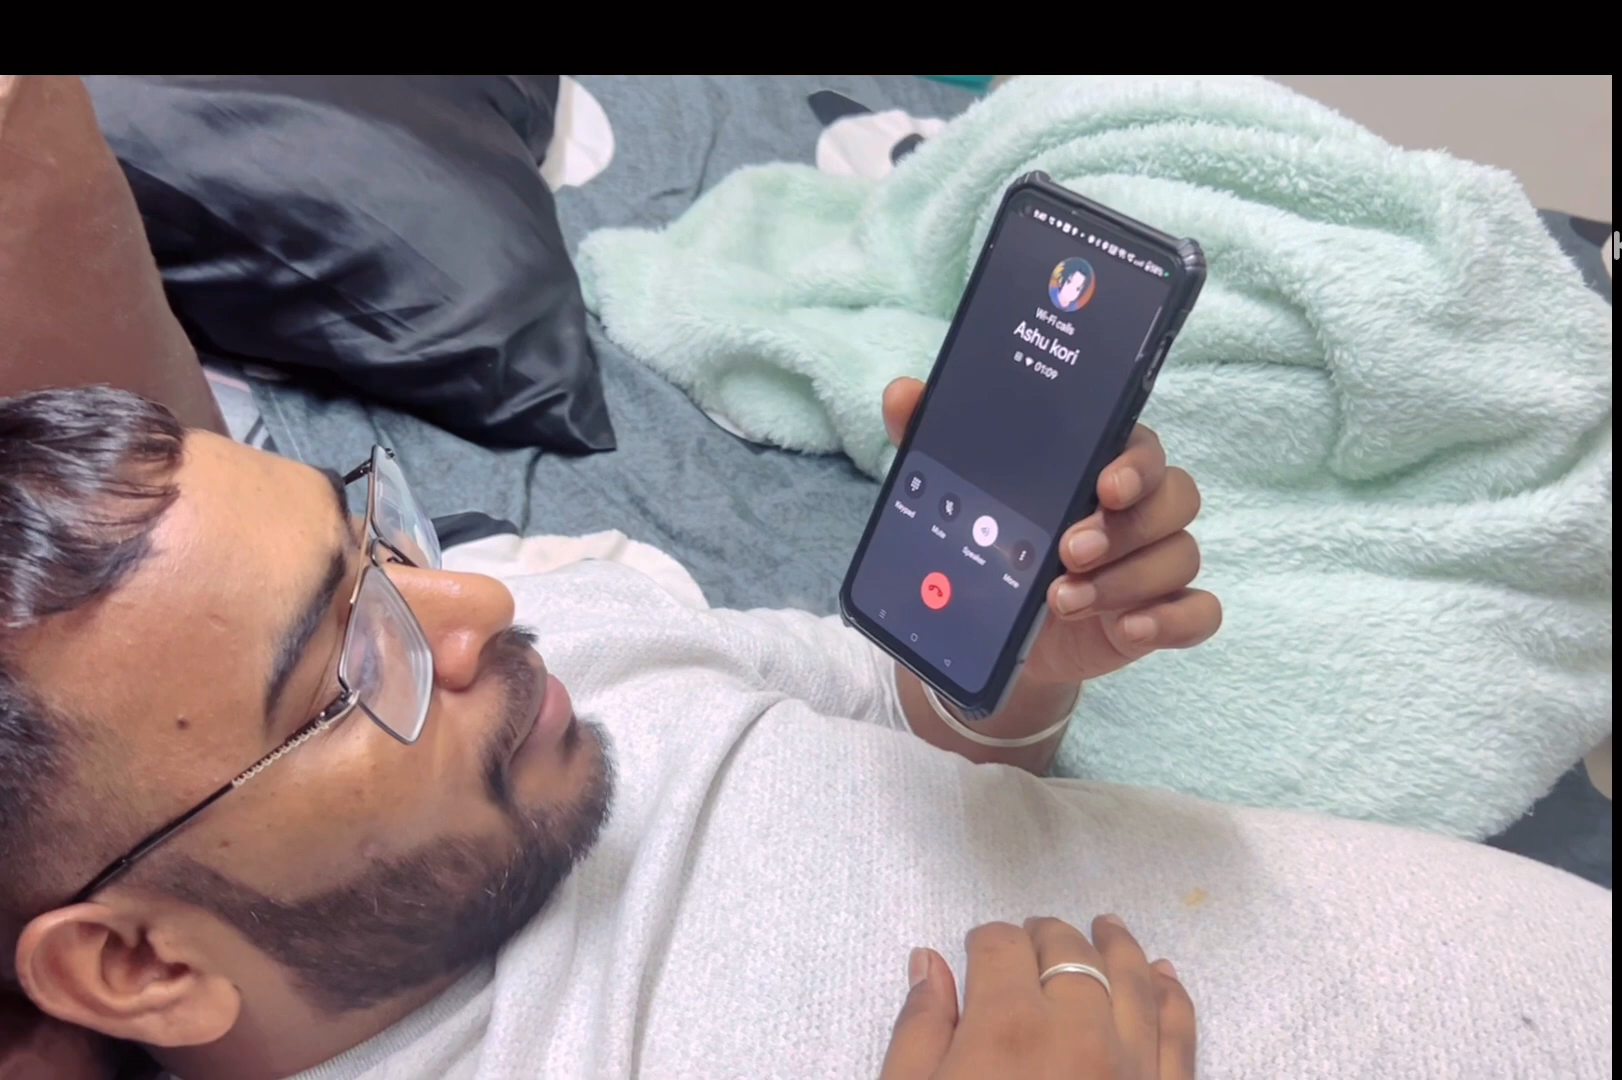 Wi-Fi calls
Ashu kori
01:09
Keypad
Mute
Speaker
More